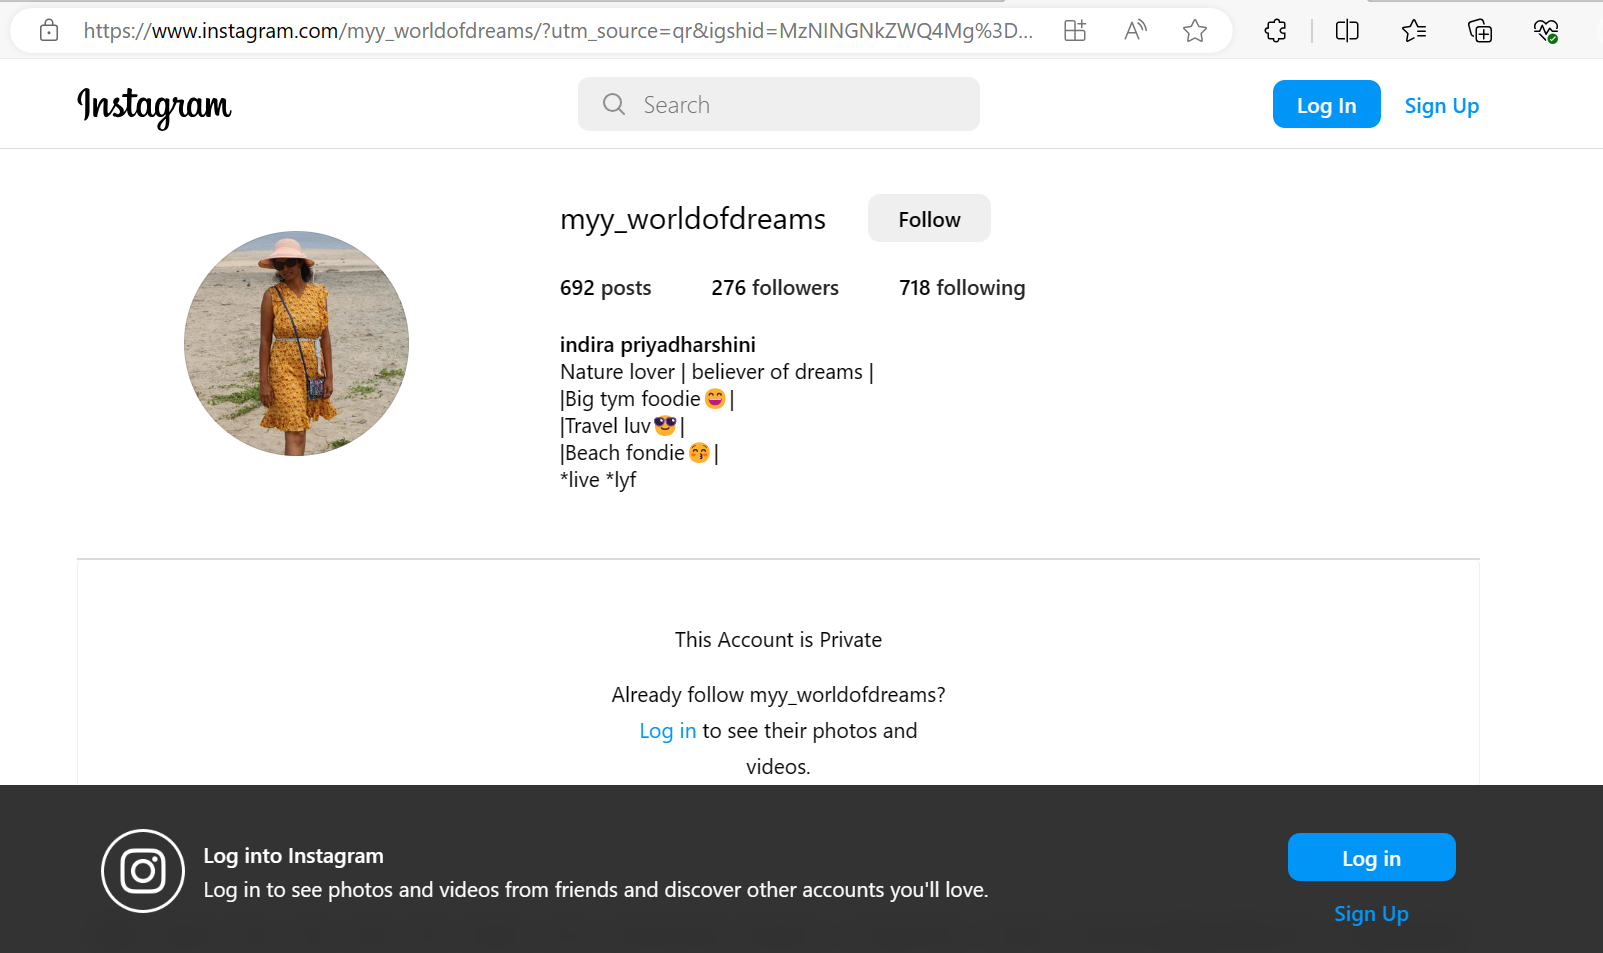 https://www.instagram.com/myy_worldofdreams/?utm_source=qr&igshid=MzNlNGNkZWQ4Mg%3D...
Instagram
Search
Log In
Sign Up
myy_worldofdreams
Follow
692 posts
276 followers
718 following
indira priyadharshini
Nature lover | believer of dreams |
|Big tym foodie😄|
|Travel luv😎|
|Beach fondie😚|
*live *lyf
This Account is Private
Already follow myy_worldofdreams?
Log in to see their photos and
videos.
Log into Instagram
Log in to see photos and videos from friends and discover other accounts you'll love.
Log in
Sign Up